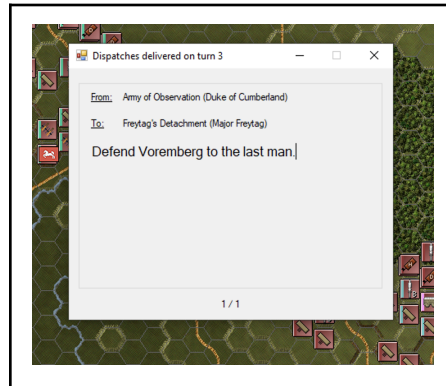 Dispatches delivered on turn 3
From: Army of Observation (Duke of Cumberland)
To: Freytag's Detachment (Major Freytag)
Defend Voremberg to the last man.
1 / 1